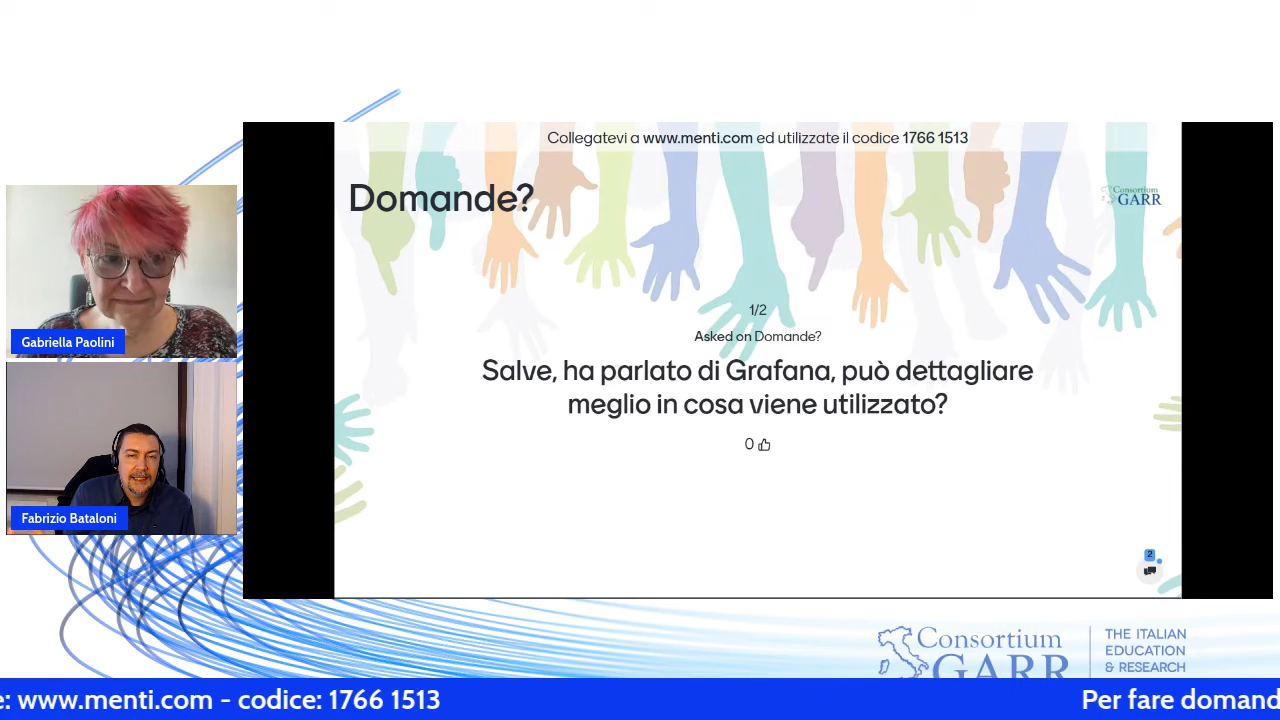 Collegatevi a www.menti.com ed utilizzate il codice 1766 1513
Domande?
Consortium
GARR
1/2
Asked on Domande?
Salve, ha parlato di Grafana, può dettagliare
meglio in cosa viene utilizzato?
0
2
Gabriella Paolini
Fabrizio Bataloni
Consortium
GARR
THE ITALIAN
EDUCATION
& RESEARCH
e: www.menti.com - codice: 1766 1513
Per fare domand